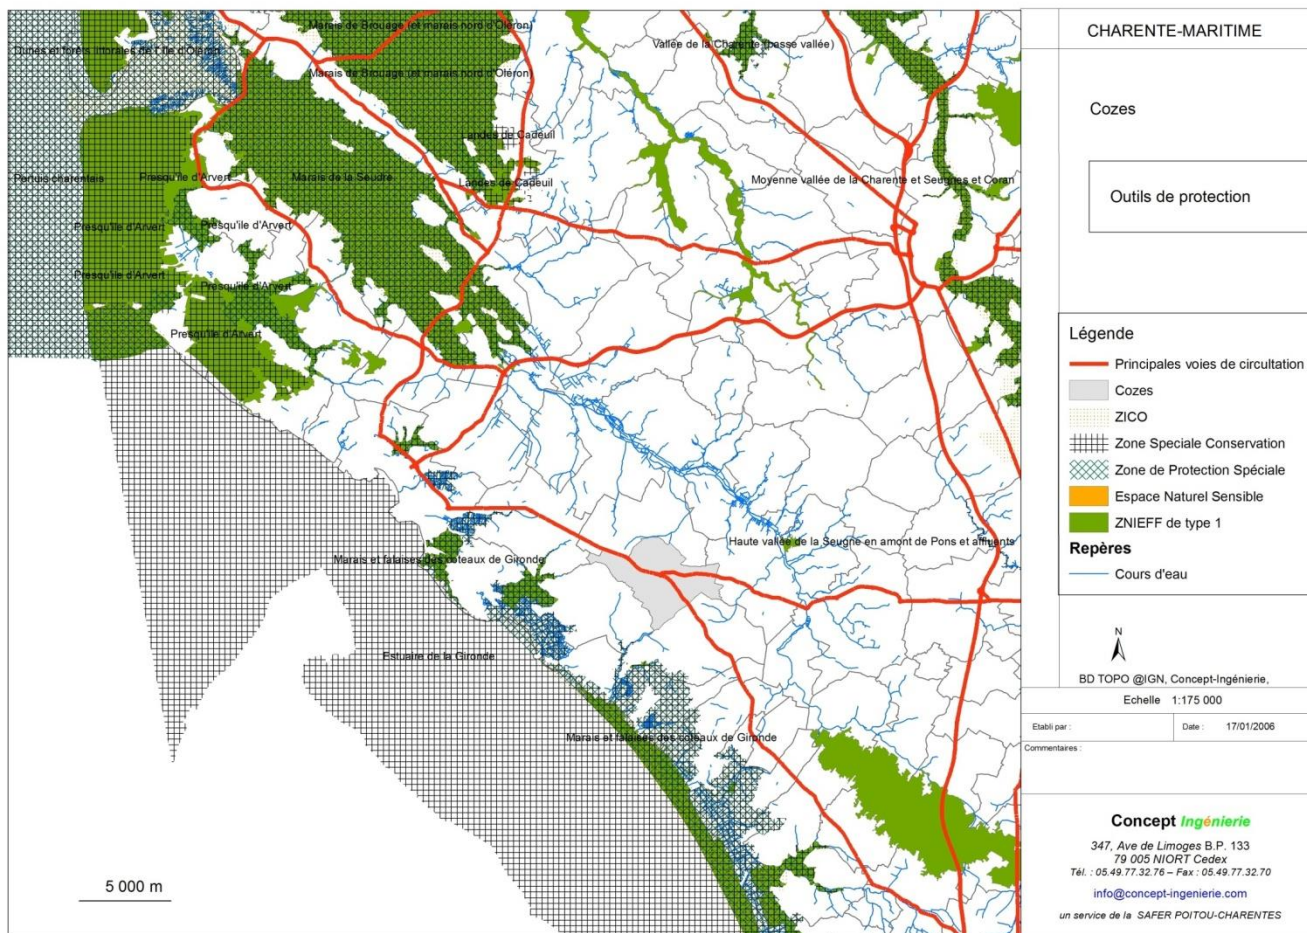 Marais de Brouage (et marais nord d'Oléron)
Dunes et forêts littorales de l'Ile d'Oléron
Vallée de la Charente (basse vallée)
Marais de Brouage (et marais nord d'Oléron)
Landes de Cadeuil
Pertuis charentais
Presqu'île d'Arvert
Marais de la Seudre
Landes de Cadeuil
Moyenne vallée de la Charente et Seugnes et Coran
Presqu'île d'Arvert
Presqu'île d'Arvert
Presqu'île d'Arvert
Presqu'île d'Arvert
Presqu'île d'Arvert
Haute vallée de la Seugne en amont de Pons et affluents
Marais et falaises des coteaux de Gironde
Estuaire de la Gironde
Marais et falaises des coteaux de Gironde
5 000 m
CHARENTE-MARITIME
Cozes
Outils de protection
Légende
Principales voies de circultation
Cozes
ZICO
Zone Speciale Conservation
Zone de Protection Spéciale
Espace Naturel Sensible
ZNIEFF de type 1
Repères
Cours d'eau
N
BD TOPO @IGN, Concept-Ingénierie,
Echelle 1:175 000
Etabli par :
Date : 17/01/2006
Commentaires :
Concept Ingénierie
347, Ave de Limoges B.P. 133
79 005 NIORT Cedex
Tél. : 05.49.77.32.76 – Fax : 05.49.77.32.70
info@concept-ingenierie.com
un service de la SAFER POITOU-CHARENTES